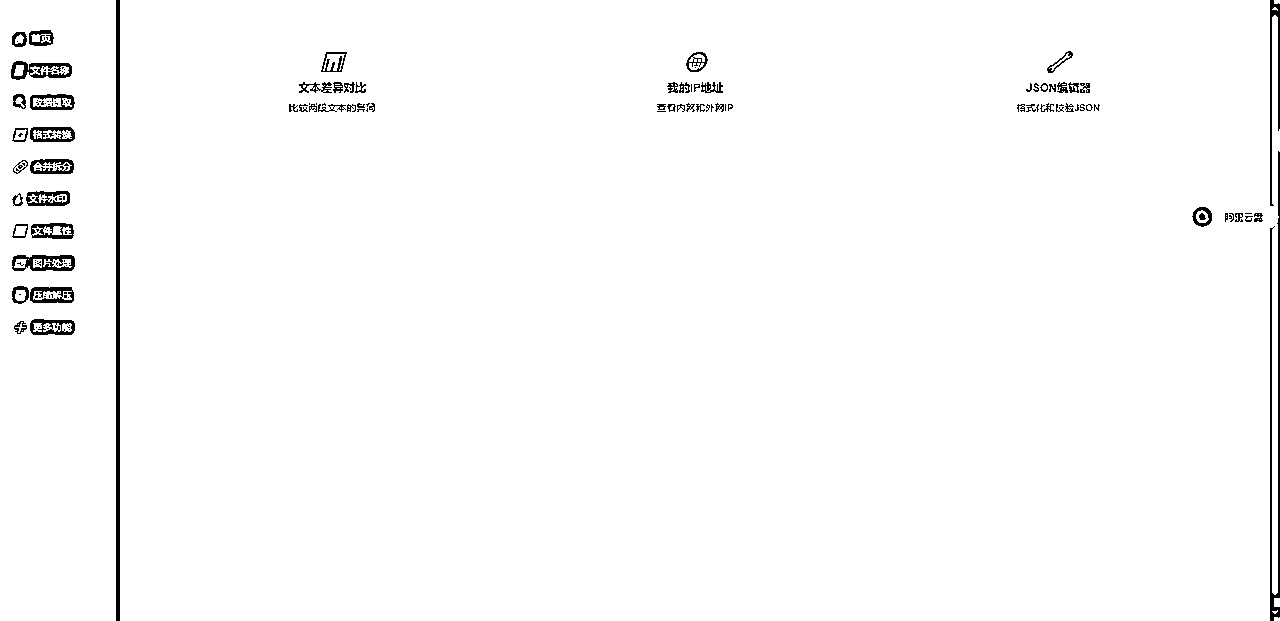 首页
文件名称
数据提取
格式转换
合并拆分
文件水印
文件属性
图片处理
压缩解压
更多功能
文本差异对比
比较两段文本的异同
我的IP地址
查看内网和外网IP
JSON编辑器
格式化和校验JSON
阿里云盘